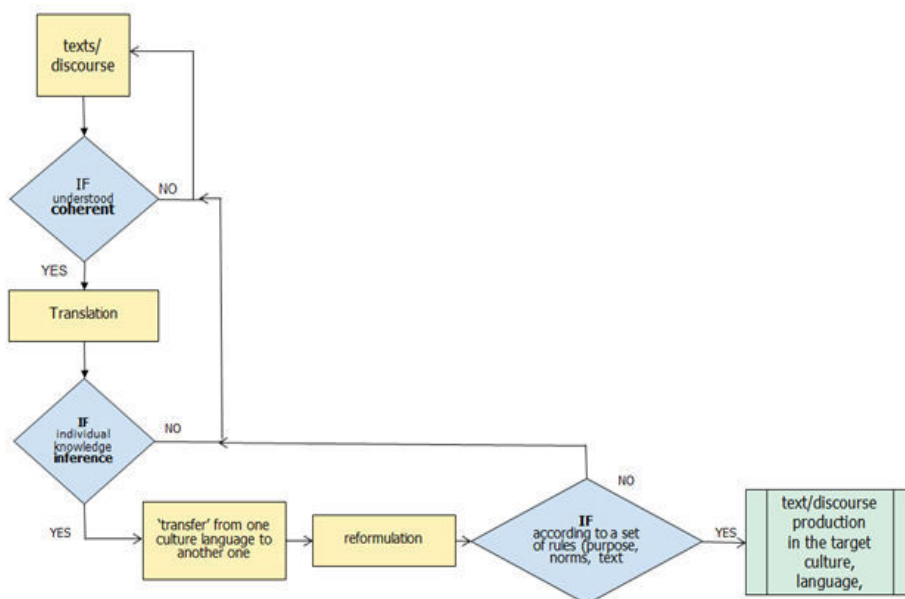 texts/
discourse
IF
understood
coherent
NO
YES
Translation
IF
individual
knowledge
inference
NO
YES
'transfer' from one
culture language to
another one
reformulation
IF
according to a set
of rules (purpose,
norms, text
NO
YES
text/discourse
production
in the target
culture,
language,